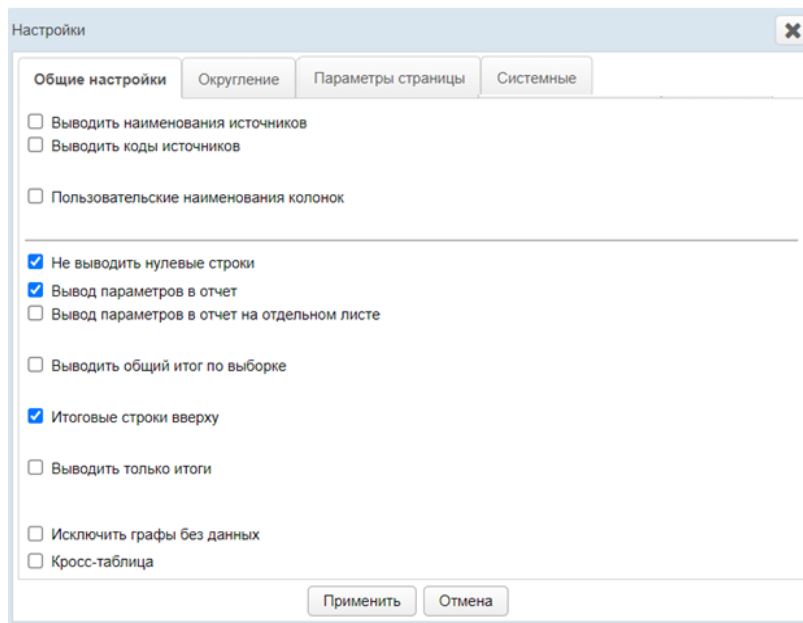 Настройки
Общие настройки
Округление
Параметры страницы
Системные
Выводить наименования источников
Выводить коды источников
Пользовательские наименования колонок
Не выводить нулевые строки
Вывод параметров в отчет
Вывод параметров в отчет на отдельном листе
Выводить общий итог по выборке
Итоговые строки вверху
Выводить только итоги
Исключить графы без данных
Кросс-таблица
Применить
Отмена